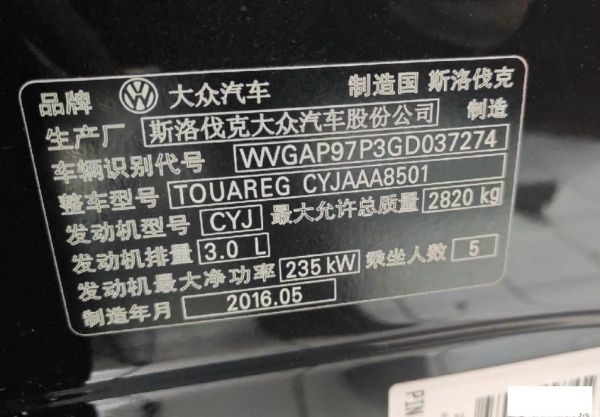 品牌 大众汽车 制造国 斯洛伐克
生产厂 斯洛伐克大众汽车股份公司 制造
车辆识别代号 WVGAP97P3GD037274
整车型号 TOUAREG CYJAAA8501
发动机型号 CYJ 最大允许总质量 2820 kg
发动机排量 3.0 L
发动机最大净功率 235 kW 乘坐人数 5
制造年月 2016.05
PIN